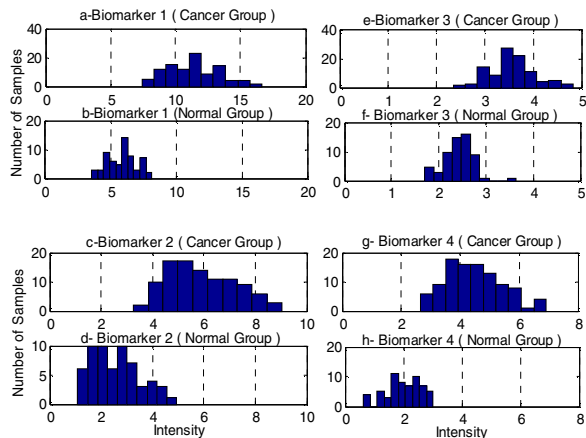 a-Biomarker 1 ( Cancer Group )
40
20
0
0 5 10 15 20
b-Biomarker 1 (Normal Group )
20
10
0
0 5 10 15 20
Number of Samples
c-Biomarker 2 ( Cancer Group )
20
10
0
0 2 4 6 8 10
d- Biomarker 2 ( Normal Group )
10
5
0
0 2 4 6 8 10
Number of Samples
Intensity
e-Biomarker 3 ( Cancer Group )
40
20
0
0 1 2 3 4 5
f- Biomarker 3 ( Normal Group )
20
10
0
0 1 2 3 4 5
g- Biomarker 4 ( Cancer Group )
20
10
0
0 2 4 6 8
h- Biomarker 4 ( Normal Group )
20
10
0
0 2 4 6 8
Intensity